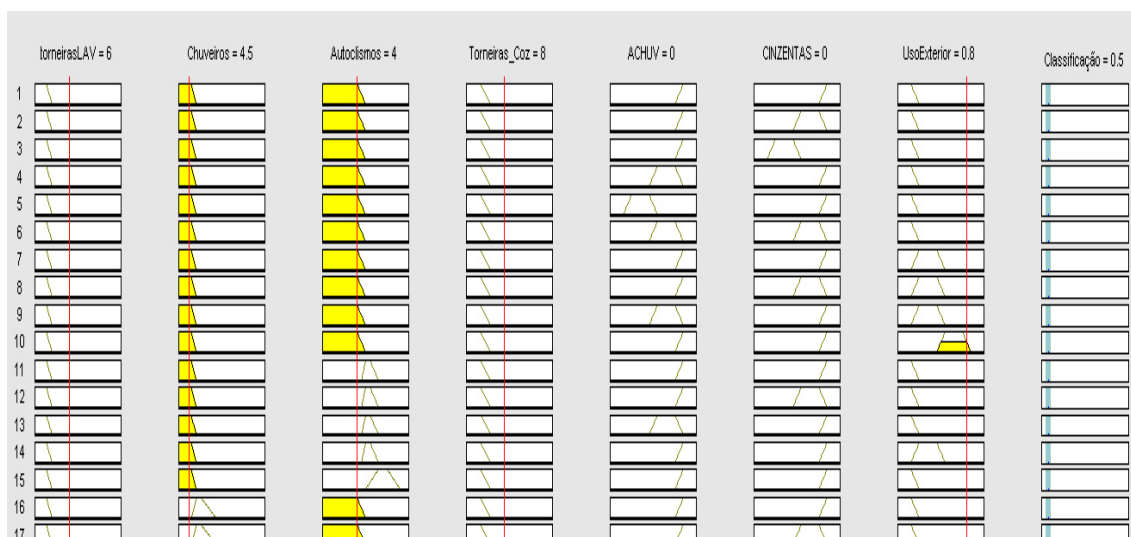 torneirasLAV = 6
Chuveiros = 4.5
Autoclismos = 4
Torneiras_Coz = 8
ACHUV = 0
CINZENTAS = 0
UsoExterior = 0.8
Classificação = 0.5
1
2
3
4
5
6
7
8
9
10
11
12
13
14
15
16
17